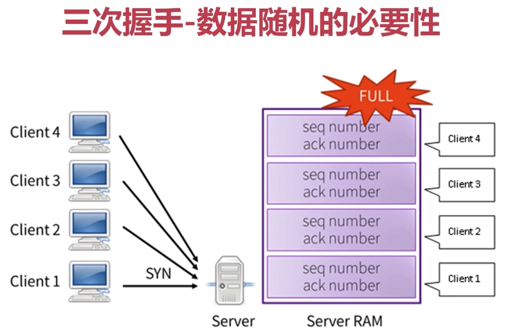 三次握手-数据随机的必要性
FULL
Client 4
seq number
ack number
Client 4
Client 3
seq number
ack number
Client 3
Client 2
seq number
ack number
Client 2
Client 1
SYN
seq number
ack number
Client 1
Server
Server RAM